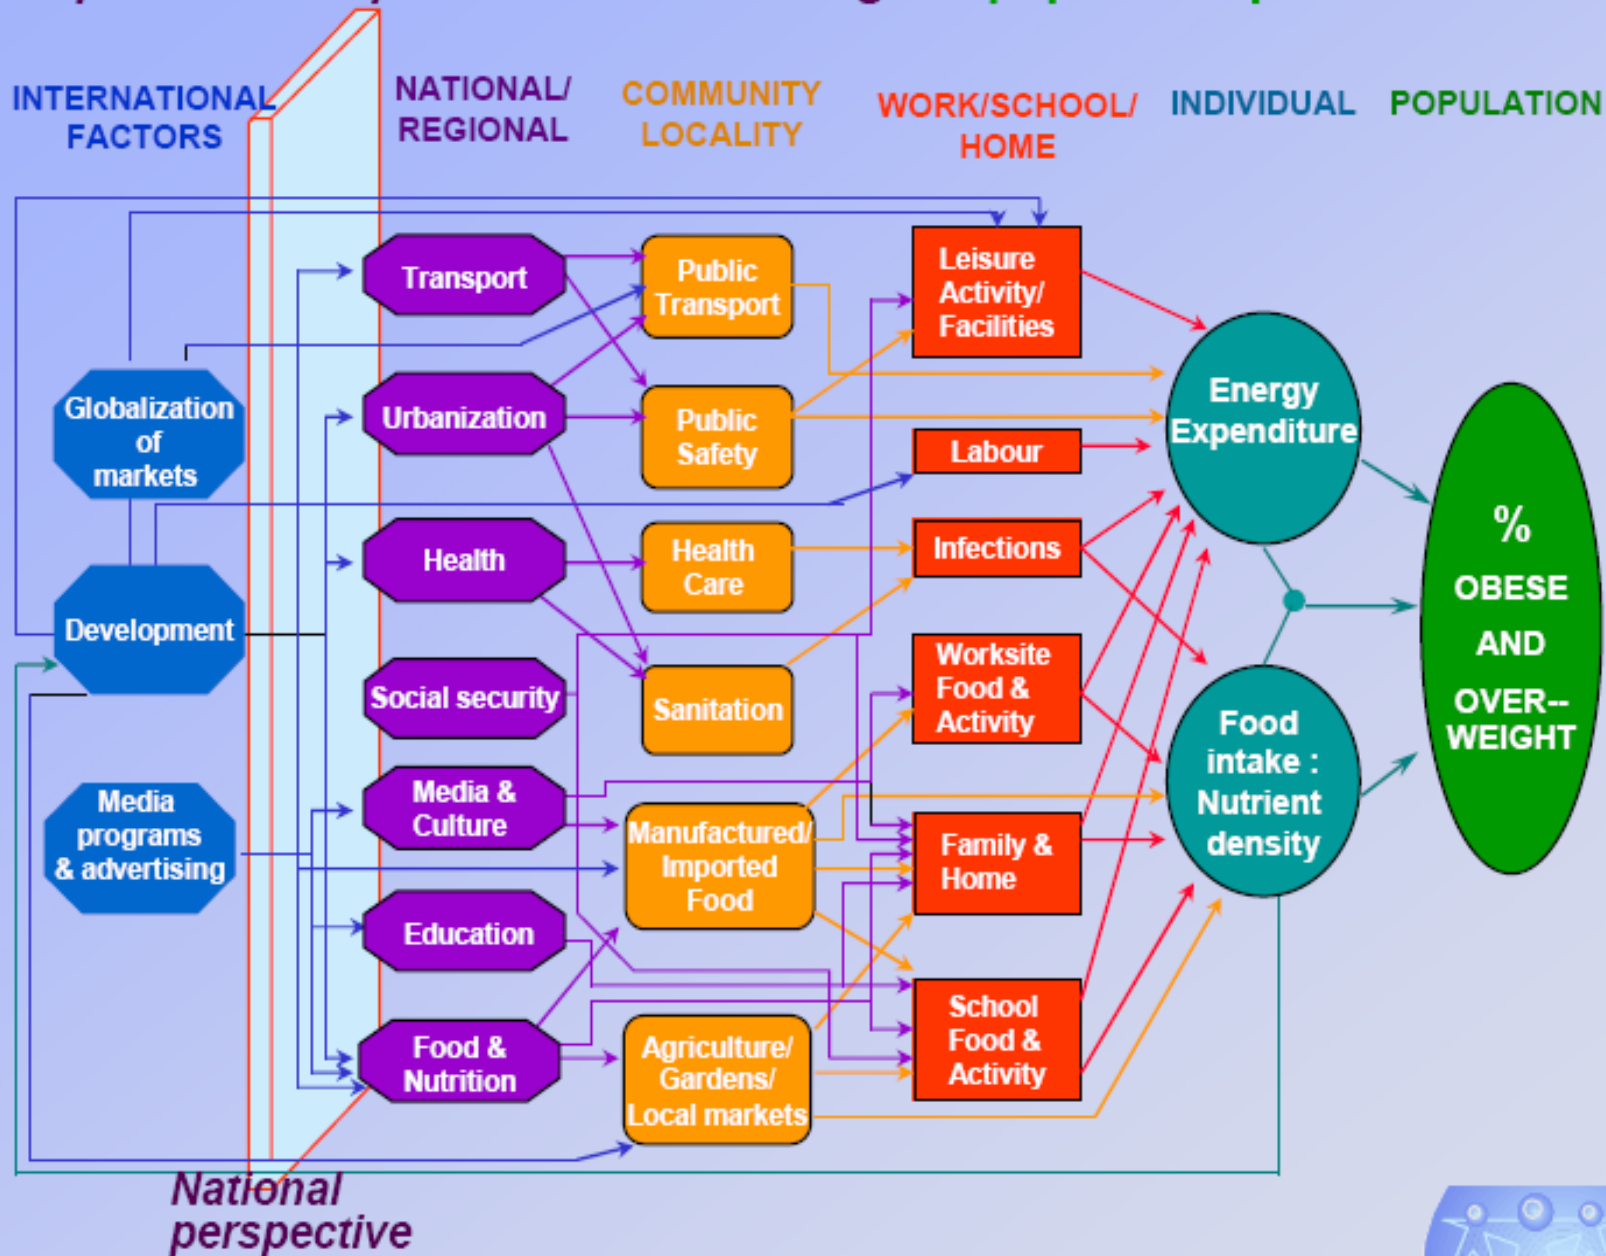 INTERNATIONAL
FACTORS
NATIONAL/
REGIONAL
COMMUNITY
LOCALITY
WORK/SCHOOL/
HOME
INDIVIDUAL
POPULATION
Globalization
of
markets
Development
Media
programs
& advertising
Transport
Urbanization
Health
Social security
Media &
Culture
Education
Food &
Nutrition
Public
Transport
Public
Safety
Health
Care
Sanitation
Manufactured/
Imported
Food
Agriculture/
Gardens/
Local markets
Leisure
Activity/
Facilities
Labour
Infections
Worksite
Food &
Activity
Family &
Home
School
Food &
Activity
Energy
Expenditure
Food
intake :
Nutrient
density
%
OBESE
AND
OVER--
WEIGHT
National
perspective